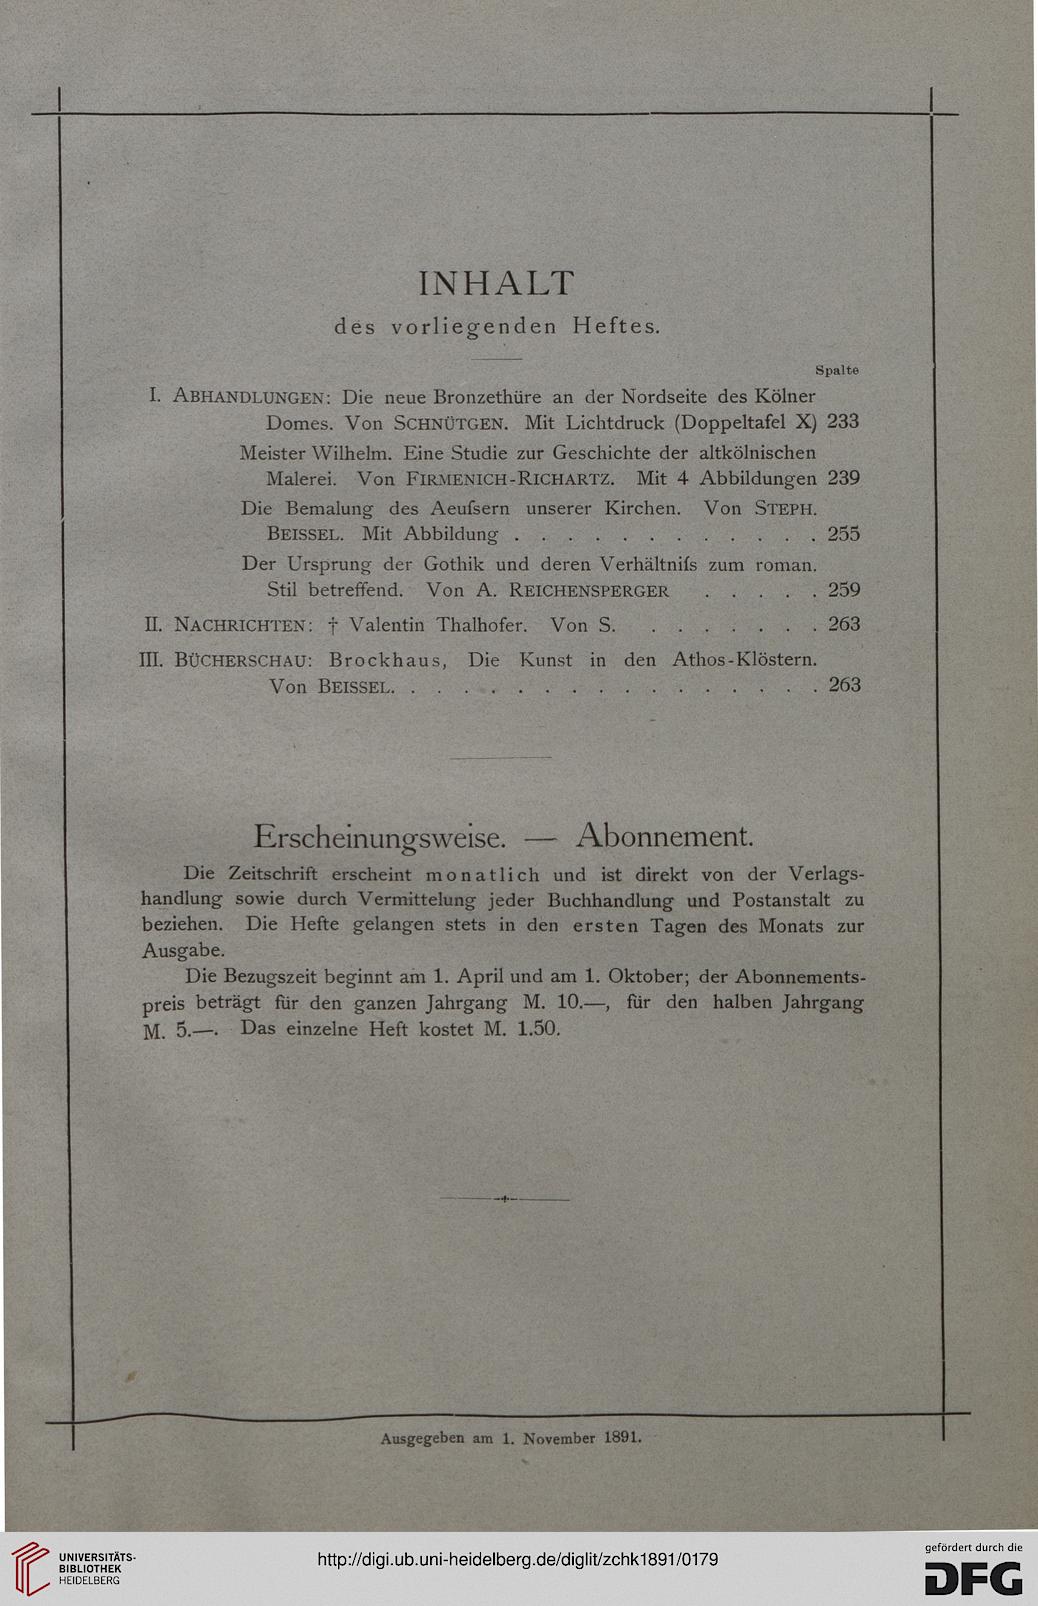 INHALT
des vorliegenden Heftes.
Spalte
I. ABHANDLUNGEN: Die neue Bronzethüre an der Nordseite des Kölner
Domes. Von SCHNÜTGEN. Mit Lichtdruck (Doppeltafel X) 233
Meister Wilhelm. Eine Studie zur Geschichte der altkölnischen
Malerei. Von FIRMENICH-RICHARTZ. Mit 4 Abbildungen 239
Die Bemalung des Aeuſsern unserer Kirchen. Von STEPH.
BEISSEL. Mit Abbildung . . . . . . . . . . . . 255
Der Ursprung der Gothik und deren Verhältniſs zum roman.
Stil betreffend. Von A. REICHENSPERGER . . . . . 259
II. NACHRICHTEN: † Valentin Thalhofer. Von S. . . . . . . . 263
III. BÜCHERSCHAU: Brockhaus, Die Kunst in den Athos-Klöstern.
Von BEISSEL. . . . . . . . . . . . . . . . . 263
Erscheinungsweise. — Abonnement.
Die Zeitschrift erscheint monatlich und ist direkt von der Verlags-
handlung sowie durch Vermittelung jeder Buchhandlung und Postanstalt zu
beziehen. Die Hefte gelangen stets in den ersten Tagen des Monats zur
Ausgabe.
Die Bezugszeit beginnt am 1. April und am 1. Oktober; der Abonnements-
preis beträgt für den ganzen Jahrgang M. 10.—, für den halben Jahrgang
M. 5.—. Das einzelne Heft kostet M. 1.50.
Ausgegeben am 1. November 1891.
UNIVERSITÄTS-
BIBLIOTHEK
HEIDELBERG
http://digi.ub.uni-heidelberg.de/diglit/zchk1891/0179
gefördert durch die
DFG